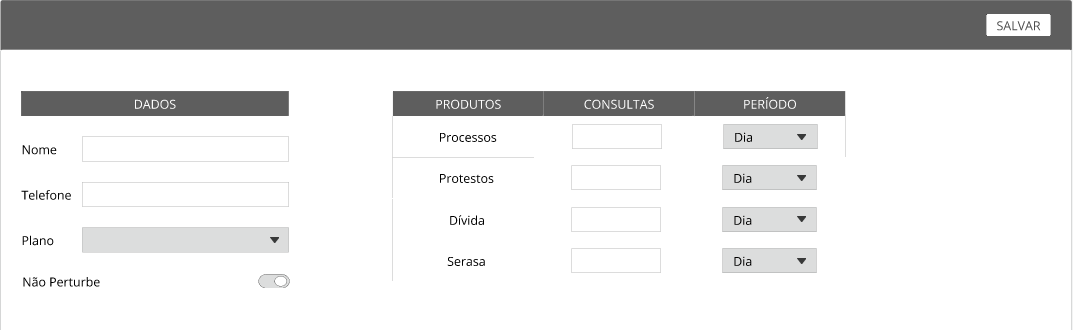 SALVAR
DADOS
Nome
Telefone
Plano
Não Perturbe
PRODUTOS CONSULTAS PERÍODO
Processos Dia
Protestos Dia
Dívida Dia
Serasa Dia